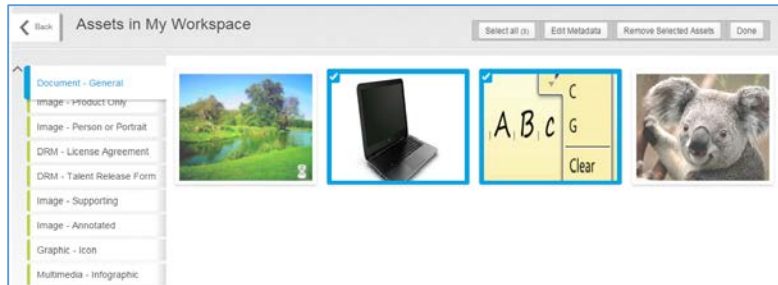 Back
Assets in My Workspace
Select all (3)
Edit Metadata
Remove Selected Assets
Done
Document - General
Image - Product Only
Image - Person or Portrait
DRM - License Agreement
DRM - Talent Release Form
Image - Supporting
Image - Annotated
Graphic - Icon
Multimedia - Infographic
A B C
C
G
Clear